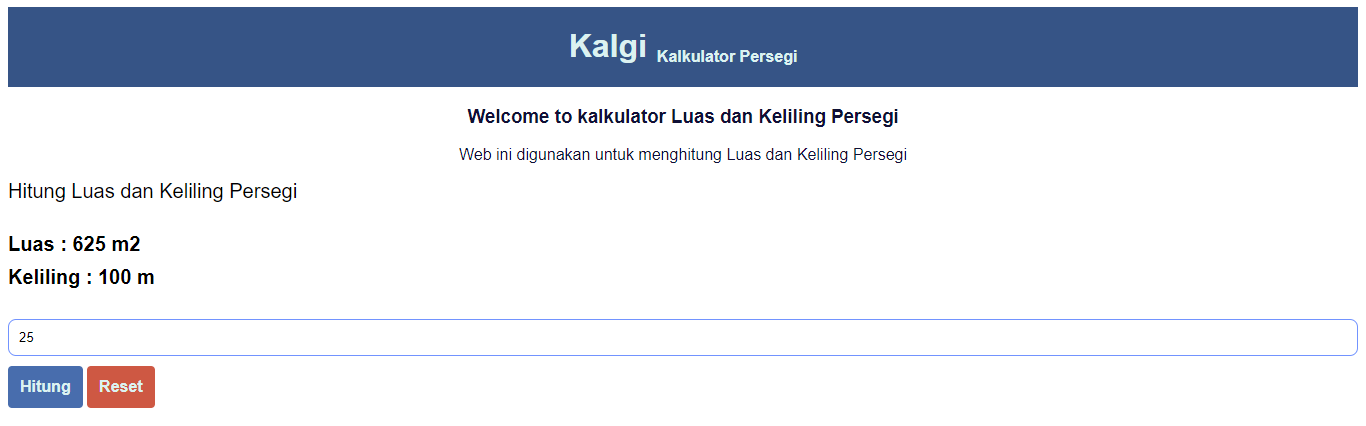 Kalgi Kalkulator Persegi
Welcome to kalkulator Luas dan Keliling Persegi
Web ini digunakan untuk menghitung Luas dan Keliling Persegi
Hitung Luas dan Keliling Persegi
Luas : 625 m2
Keliling : 100 m
25
Hitung Reset